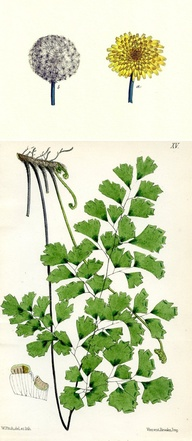 XV.
W.Fitch, del. et lith.
Vincent Brooks, Imp.